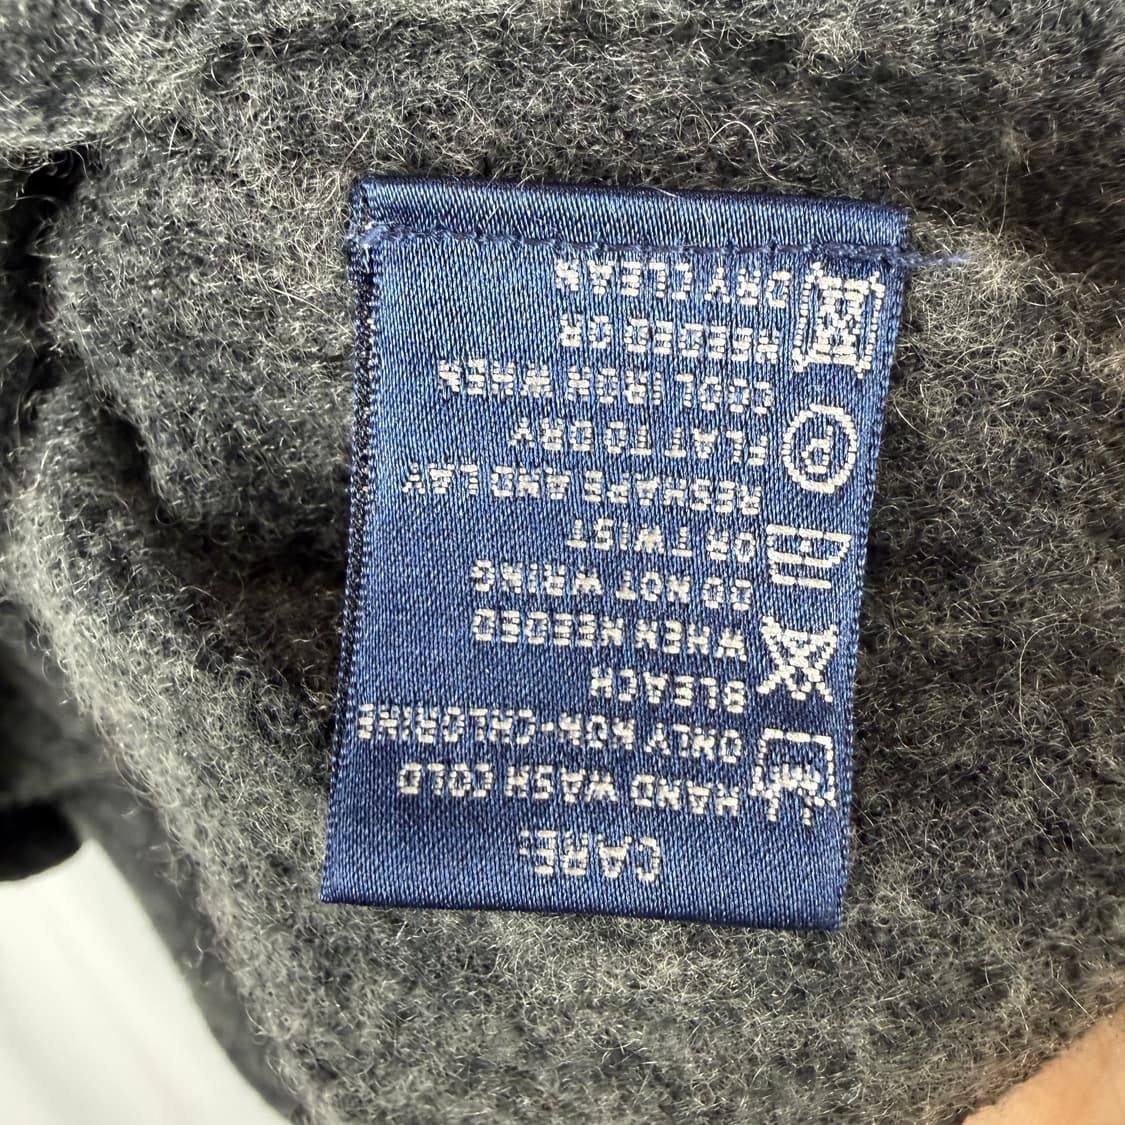 CARE:
HAND WASH COLD
ONLY NON-CHLORINE
BLEACH
WHEN NEEDED
DO NOT WRING
OR TWIST
RESHAPE AND LAY
FLAT TO DRY
COOL IRON WHEN
NEEDED OR
DRY CLEAN
P